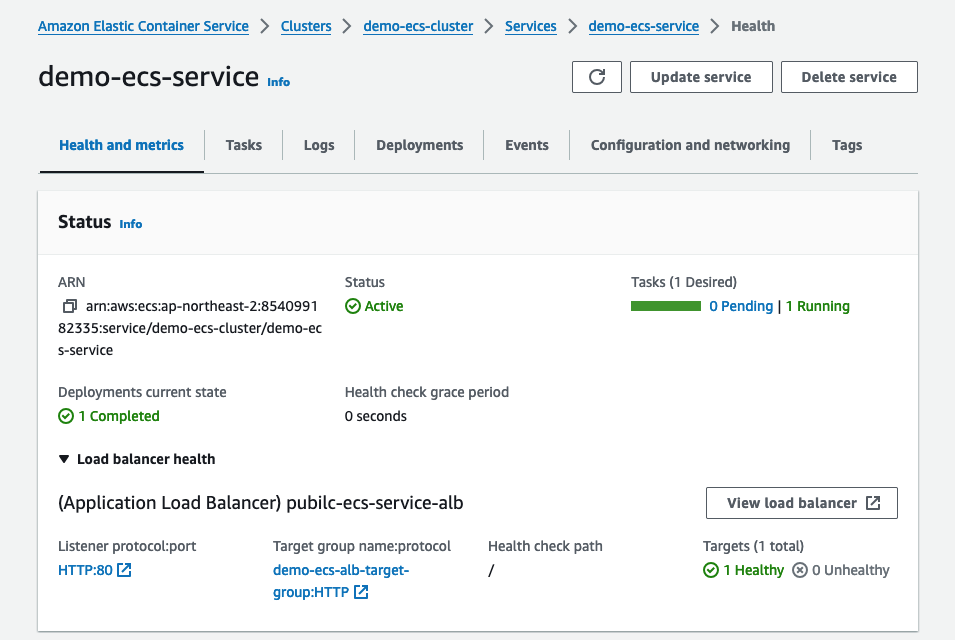 Amazon Elastic Container Service > Clusters > demo-ecs-cluster > Services > demo-ecs-service > Health
demo-ecs-service Info
Update service
Delete service
Health and metrics
Tasks
Logs
Deployments
Events
Configuration and networking
Tags
Status Info
ARN
arn:aws:ecs:ap-northeast-2:8540991
82335:service/demo-ecs-cluster/demo-ec
s-service
Status
Active
Tasks (1 Desired)
0 Pending | 1 Running
Deployments current state
1 Completed
Health check grace period
0 seconds
Load balancer health
(Application Load Balancer) pubilc-ecs-service-alb
View load balancer
Listener protocol:port
HTTP:80
Target group name:protocol
demo-ecs-alb-target-
group:HTTP
Health check path
/
Targets (1 total)
1 Healthy
0 Unhealthy